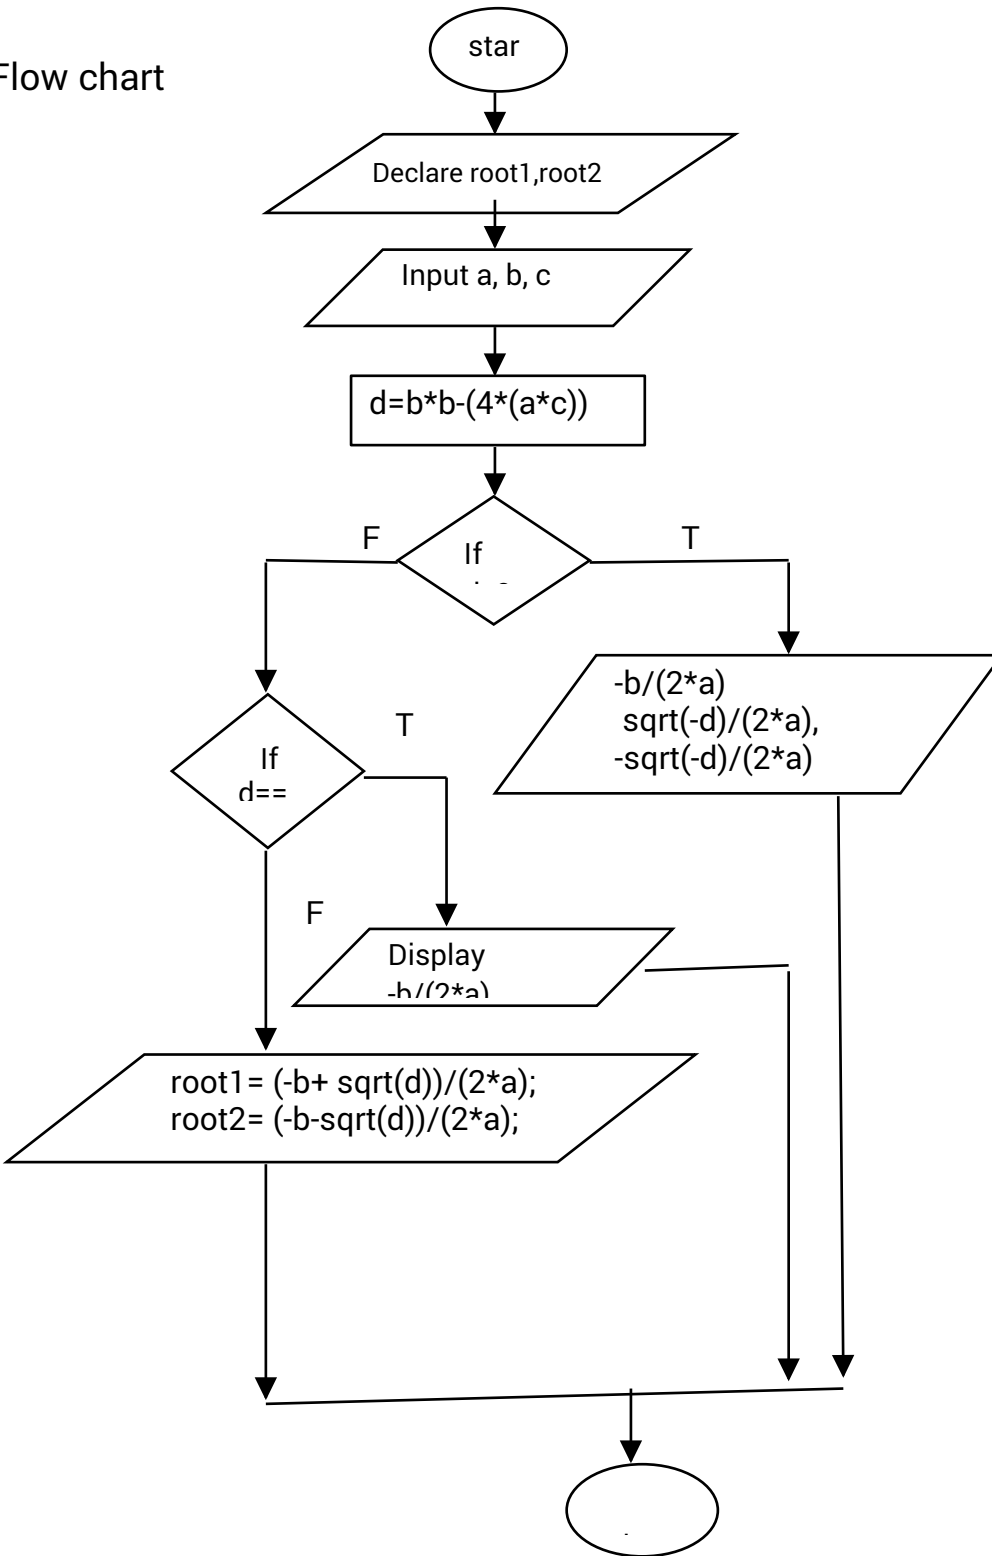 Flow chart
star
Declare root1,root2
Input a, b, c
d=b*b-(4*(a*c))
F
T
If
-b/(2*a)
sqrt(-d)/(2*a),
-sqrt(-d)/(2*a)
T
If
d==
F
Display
-b/(2*a)
root1= (-b+ sqrt(d))/(2*a);
root2= (-b-sqrt(d))/(2*a);